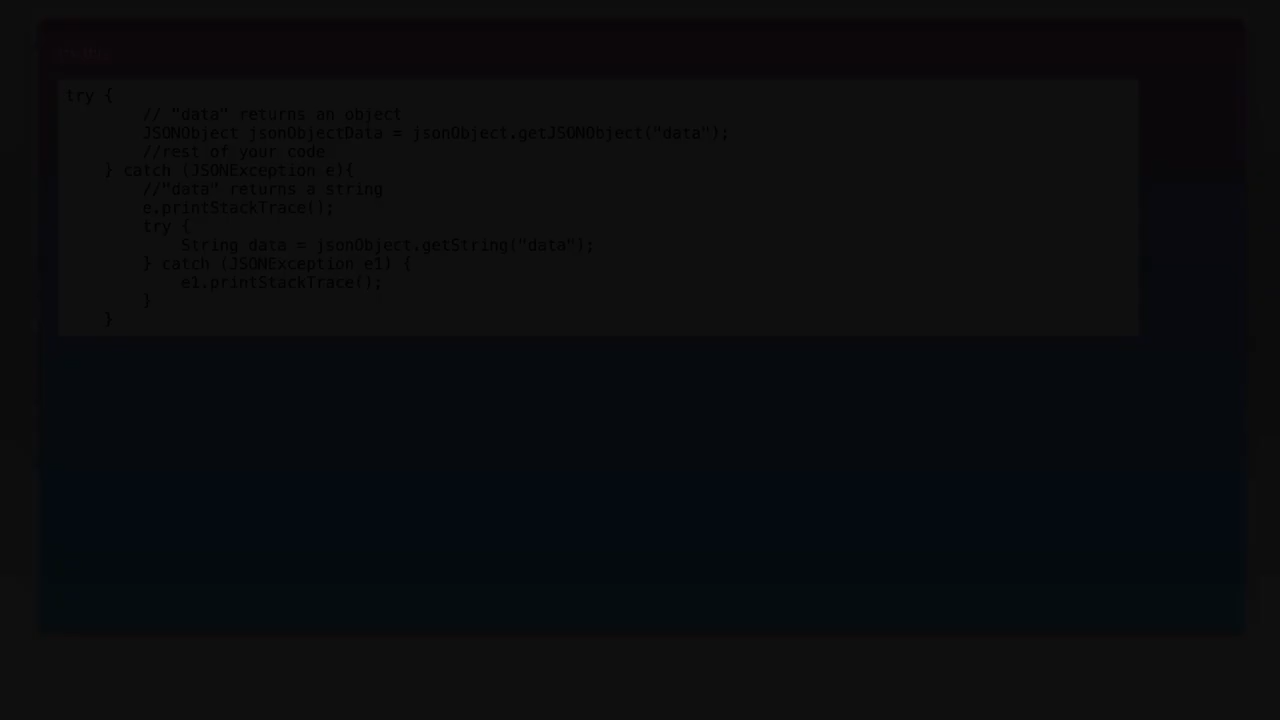 try {
// "data" returns an object
JSONObject jsonObjectData = jsonObject.getJSONObject("data");
//rest of your code
} catch (JSONException e){
//"data" returns a string
e.printStackTrace();
try {
String data = jsonObject.getString("data");
} catch (JSONException e1) {
e1.printStackTrace();
}
}